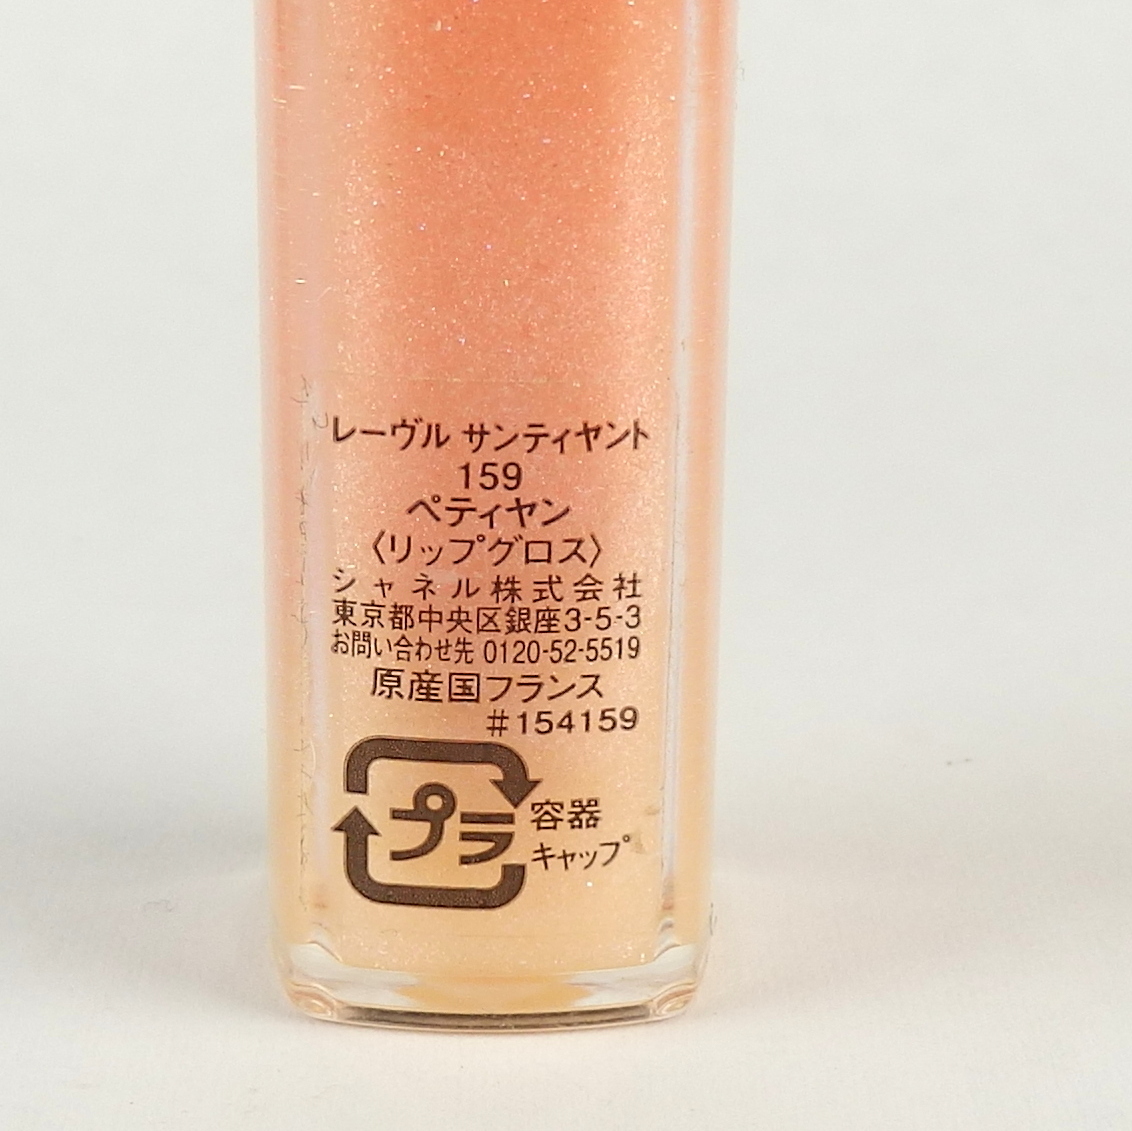 レーヴル サンティヤント
159
ペティヤン
〈リップグロス〉
シャネル株式会社
東京都中央区銀座3-5-3
お問い合わせ先 0120-52-5519
原産国フランス
#154159
プラ
容器
キャップ